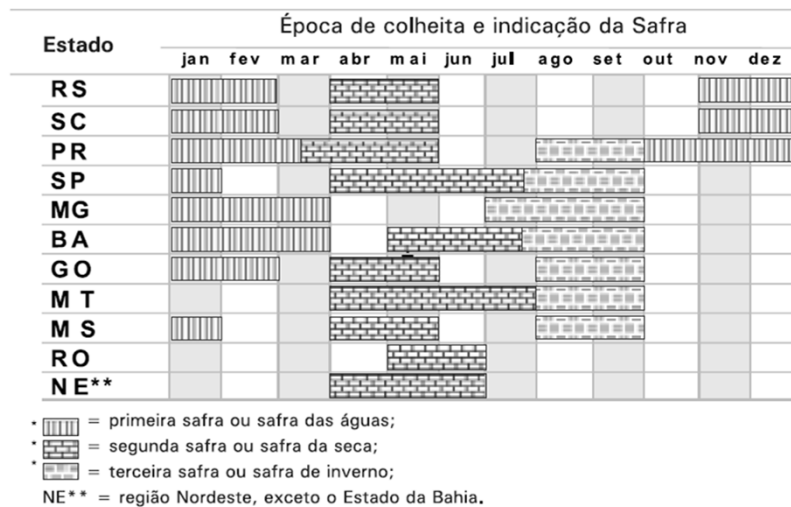 Época de colheita e indicação da Safra
Estado
jan fev mar abr mai jun jul ago set out nov dez
RS
SC
PR
SP
MG
BA
GO
MT
MS
RO
NE**
* = primeira safra ou safra das águas;
* = segunda safra ou safra da seca;
* = terceira safra ou safra de inverno;
NE** = região Nordeste, exceto o Estado da Bahia.